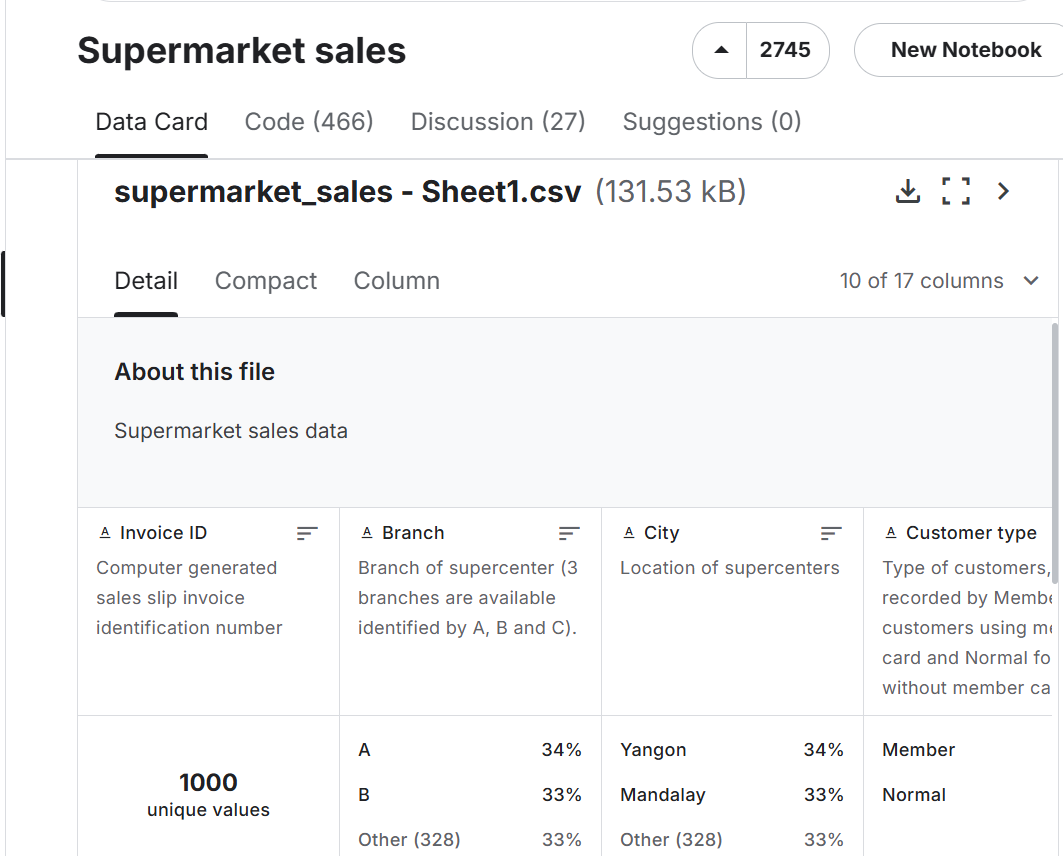 Supermarket sales
2745
New Notebook
Data Card
Code (466)
Discussion (27)
Suggestions (0)
supermarket_sales - Sheet1.csv (131.53 kB)
Detail
Compact
Column
10 of 17 columns
About this file
Supermarket sales data
A Invoice ID
Computer generated
sales slip invoice
identification number
A Branch
Branch of supercenter (3
branches are available
identified by A, B and C).
A City
Location of supercenters
A Customer type
Type of customers,
recorded by Membe
customers using me
card and Normal fo
without member ca
1000
unique values
A 34%
B 33%
Other (328) 33%
Yangon 34%
Mandalay 33%
Other (328) 33%
Member
Normal